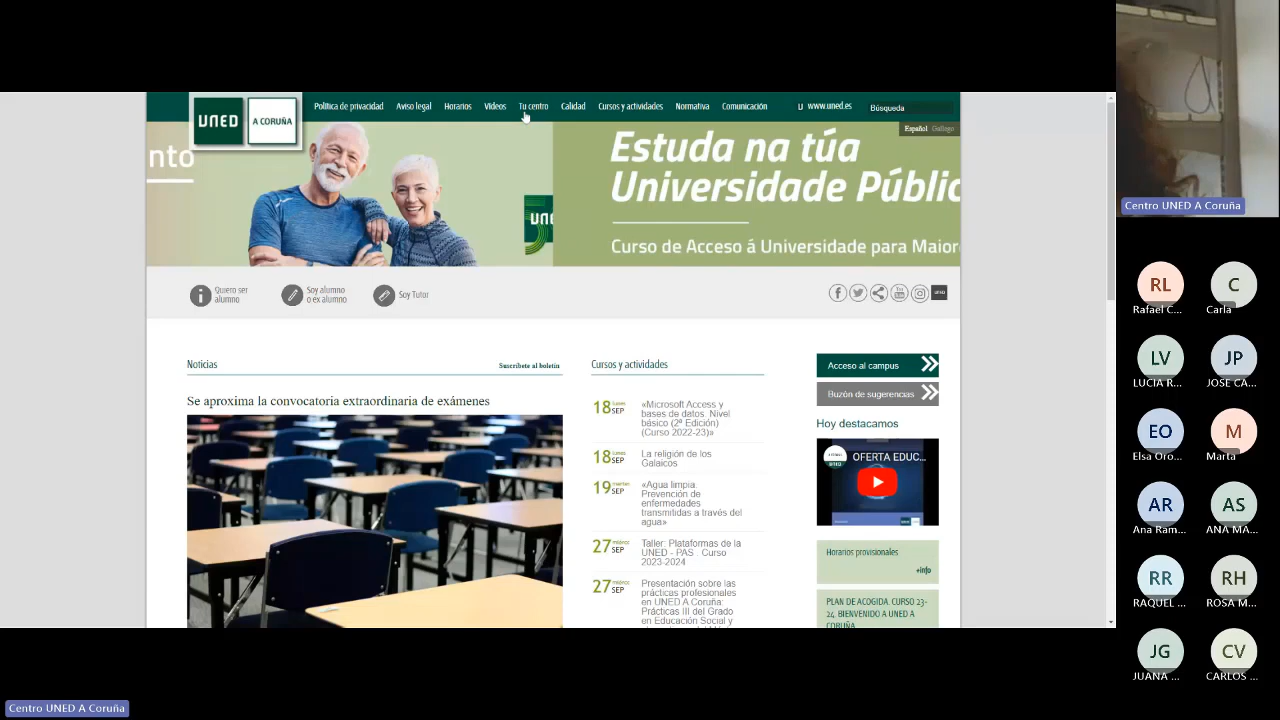 UNED
A CORUÑA
Política de privacidad
Aviso legal
Horarios
Vídeos
Tu centro
Calidad
Cursos y actividades
Normativa
Comunicación
U www.uned.es
Búsqueda
Español Gallego
nto
Estuda na túa
Universidade Públic
Curso de Acceso á Universidade para Maior
Quiero ser
alumno
Soy alumno
o ex alumno
Soy Tutor
Noticias
Suscríbete al boletín
Se aproxima la convocatoria extraordinaria de exámenes
Cursos y actividades
18 lunes
SEP
«Microsoft Access y
bases de datos. Nivel
básico (2ª Edición)
(Curso 2022-23)»
18 lunes
SEP
La religión de los
Galaicos
19 martes
SEP
«Agua limpia.
Prevención de
enfermedades
transmitidas a través del
agua»
27 miérc
SEP
Taller: Plataformas de la
UNED - PAS Curso
2023-2024
27 miérc
SEP
Presentación sobre las
prácticas profesionales
en UNED A Coruña:
Prácticas III del Grado
en Educación Social y
Acceso al campus
Buzón de sugerencias
Hoy destacamos
OFERTA EDUC...
Horarios provisionales
+info
PLAN DE ACOGIDA. CURSO 23-
24. BIENVENIDO A UNED A
CORUÑA
Centro UNED A Coruña
RL
Rafael C...
C
Carla
LV
LUCIA R...
JP
JOSE CA...
EO
Elsa Oro...
M
Marta
AR
Ana Ram...
AS
ANA MA...
RR
RAQUEL ...
RH
ROSA M...
JG
JUANA ...
CV
CARLOS ...
Centro UNED A Coruña